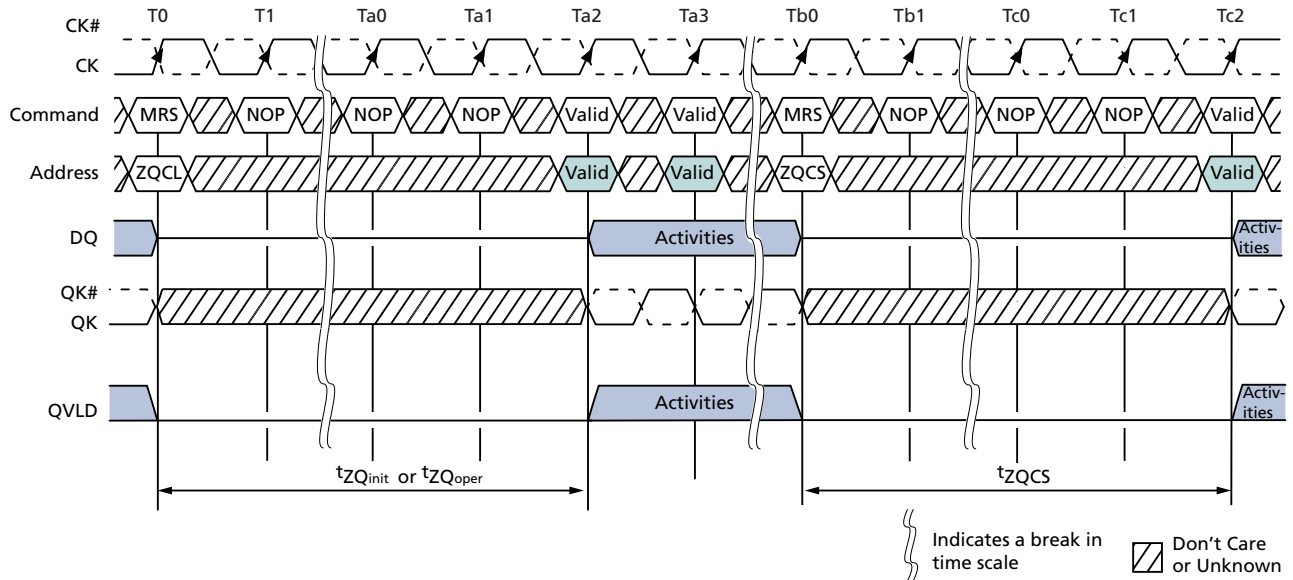 T0 T1 Ta0 Ta1 Ta2 Ta3 Tb0 Tb1 Tc0 Tc1 Tc2
CK#
CK
Command MRS NOP NOP NOP Valid Valid MRS NOP NOP NOP Valid
Address ZQCL Valid Valid ZQCS Valid
DQ Activities Activ-
ities
QK#
QK
QVLD Activities Activ-
ities
tZQinit or tZQoper tZQCS
Indicates a break in
time scale
Don't Care
or Unknown